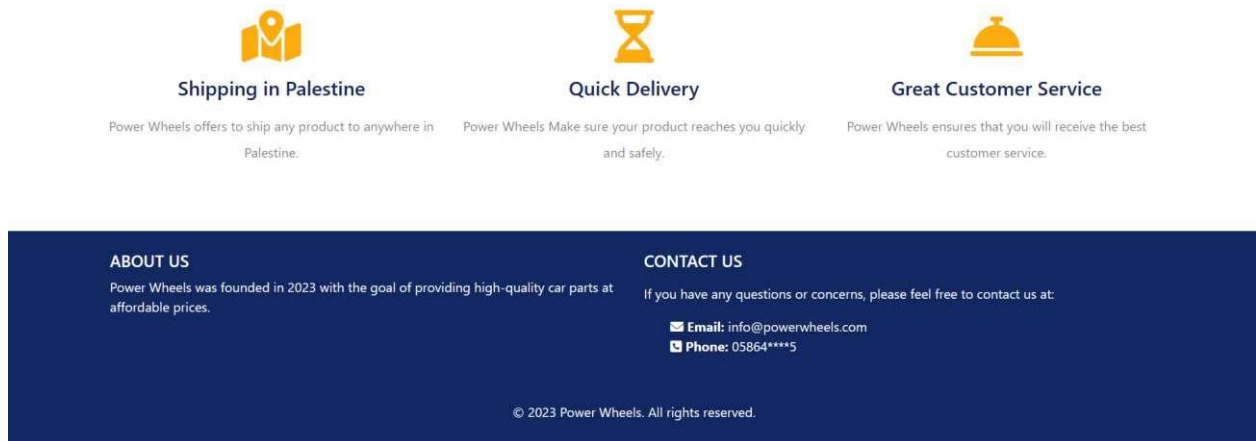 Shipping in Palestine
Power Wheels offers to ship any product to anywhere in
Palestine.
Quick Delivery
Power Wheels Make sure your product reaches you quickly
and safely.
Great Customer Service
Power Wheels ensures that you will receive the best
customer service.
ABOUT US
Power Wheels was founded in 2023 with the goal of providing high-quality car parts at
affordable prices.
CONTACT US
If you have any questions or concerns, please feel free to contact us at:
Email: info@powerwheels.com
Phone: 05864****5
© 2023 Power Wheels. All rights reserved.